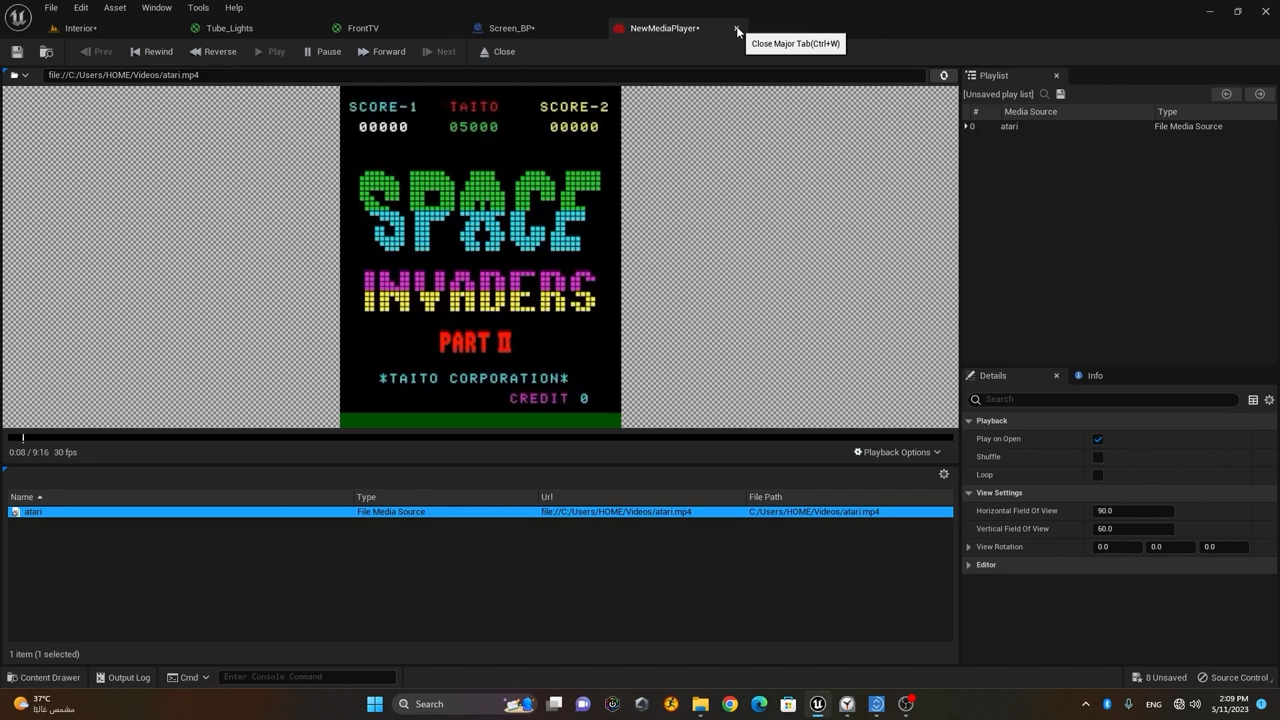 File Edit Asset Window Tools Help
Interior* Tube_Lights FrontTV Screen_BP* NewMediaPlayer*
Close Major Tab(Ctrl+W)
Rewind Reverse Play Pause Forward Next Close
file://C:/Users/HOME/Videos/atari.mp4
SCORE-1 TAITO SCORE-2
00000 05000 00000
SPACE
SPACE
INVADERS
PART II
*TAITO CORPORATION*
CREDIT 0
0:08 / 9:16 30 fps
Playback Options
Name Type Url File Path
atari File Media Source file://C:/Users/HOME/Videos/atari.mp4 C:/Users/HOME/Videos/atari.mp4
1 item (1 selected)
Playlist
[Unsaved play list]
# Media Source Type
0 atari File Media Source
Details Info
Search
Playback
Play on Open
Shuffle
Loop
View Settings
Horizontal Field Of View 90.0
Vertical Field Of View 60.0
View Rotation 0.0 0.0 0.0
Editor
Content Drawer Output Log Cmd Enter Console Command 8 Unsaved Source Control
37°C
مشمس غالبًا
Search
ENG
2:09 PM
5/11/2023